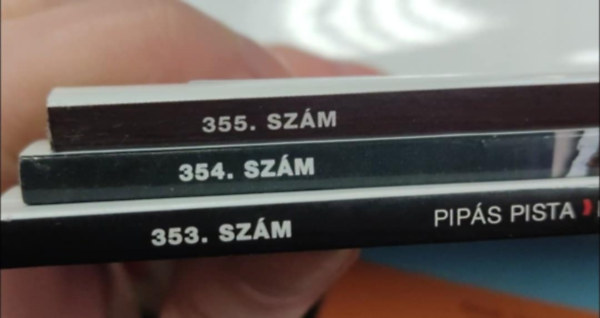 355. SZÁM
354. SZÁM
353. SZÁM PIPÁS PISTA